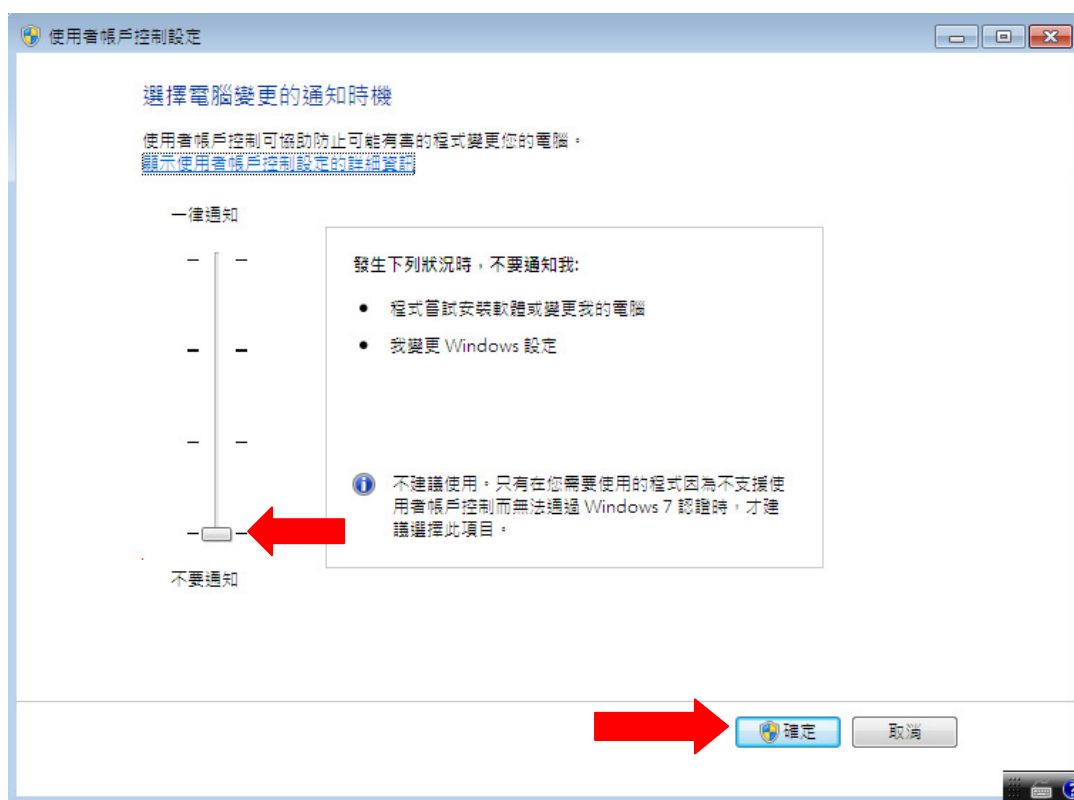 使用者帳戶控制設定
選擇電腦變更的通知時機
使用者帳戶控制可協助防止可能有害的程式變更您的電腦。
顯示使用者帳戶控制設定的詳細資訊
一律通知
發生下列狀況時，不要通知我:
• 程式嘗試安裝軟體或變更我的電腦
• 我變更 Windows 設定
不建議使用。只有在您需要使用的程式因為不支援使
用者帳戶控制而無法通過 Windows 7 認證時，才建
議選擇此項目。
不要通知
確定
取消